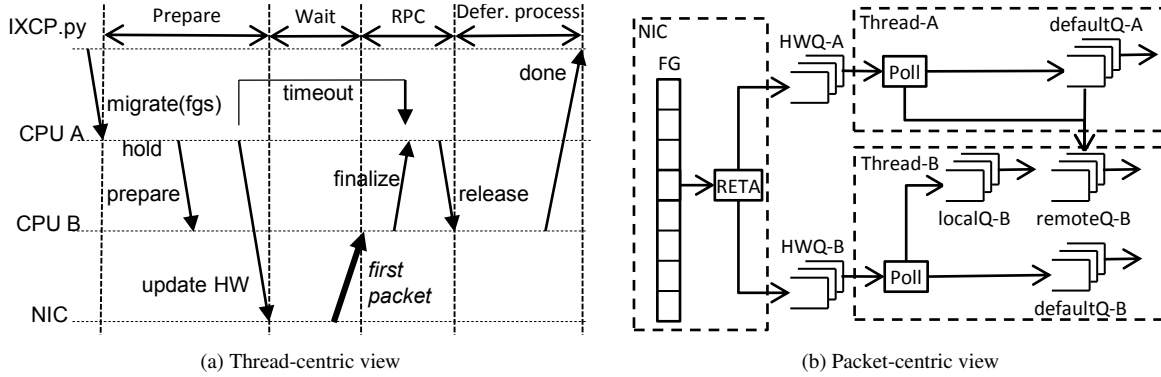 IXCP.py
Prepare
Wait
RPC
Defer. process
migrate(fgs)
timeout
done
CPU A
hold
prepare
finalize
release
CPU B
update HW
first
packet
NIC
(a) Thread-centric view
NIC
FG
RETA
HWQ-A
HWQ-B
Thread-A
Poll
defaultQ-A
Thread-B
localQ-B
remoteQ-B
Poll
defaultQ-B
(b) Packet-centric view